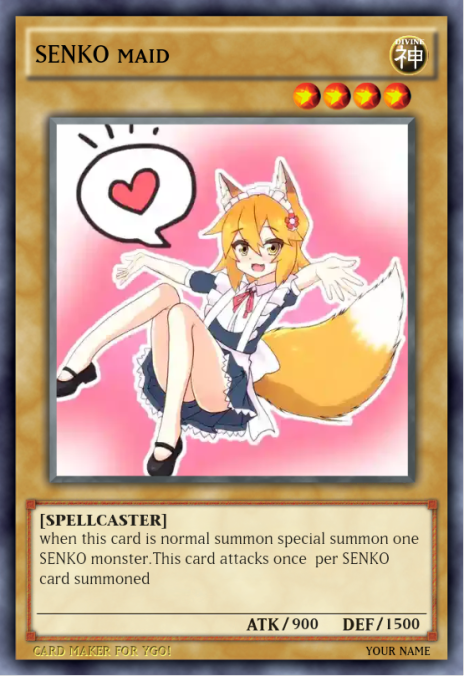 SENKO MAID
DIVINE
神
[SPELLCASTER]
when this card is normal summon special summon one
SENKO monster.This card attacks once per SENKO
card summoned
ATK/900 DEF/1500
CARD MAKER FOR YGO! YOUR NAME